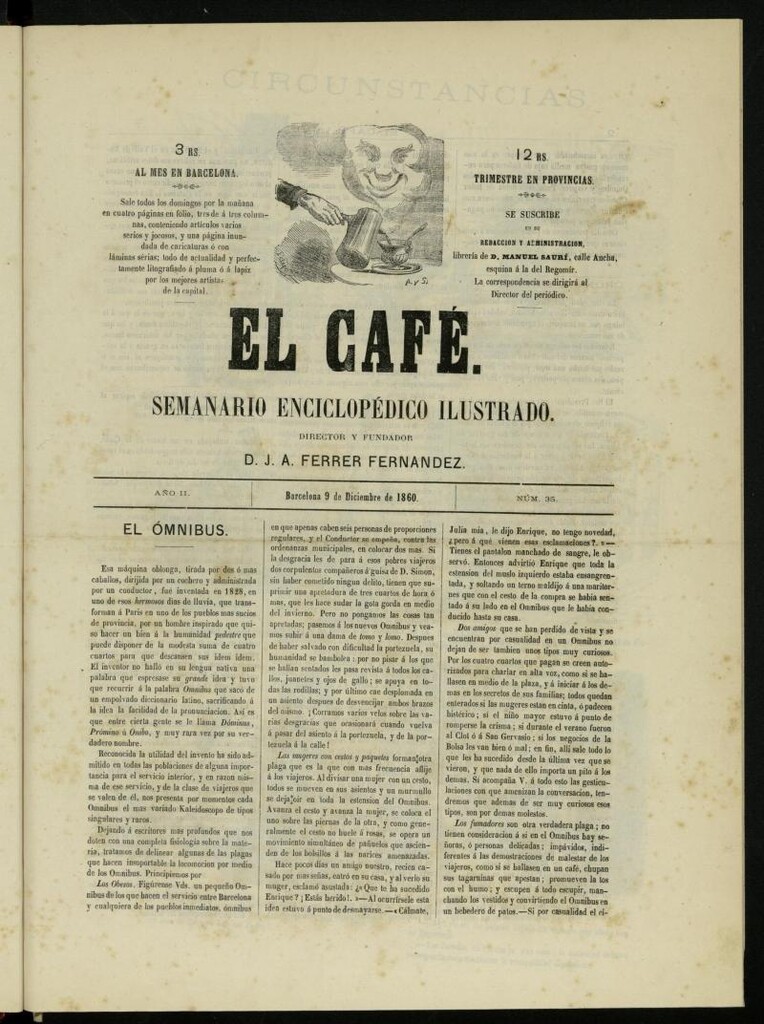 CIRCUNSTANCIAS
3 RS.
AL MES EN BARCELONA.
Sale todos los domingos por la mañana
en cuatro páginas en folio, tres de á tres colum-
nas, conteniendo artículos varios
serios y jocosos, y una página inun-
dada de caricaturas ó con
láminas sérias; todo de actualidad y perfec-
tamente litografiado á pluma ó á lapiz
por los mejores artistas
de la capital.
12 RS.
TRIMESTRE EN PROVINCIAS.
SE SUSCRIBE
EN SU
REDACCION Y ADMINISTRACION,
librería de D. MANUEL SAURÍ, calle Ancha,
esquina á la del Regomir.
La correspondencia se dirigirá al
Director del periódico.
EL CAFÉ.
SEMANARIO ENCICLOPÉDICO ILUSTRADO.
DIRECTOR Y FUNDADOR
D. J. A. FERRER FERNANDEZ.
AÑO II.
Barcelona 9 de Diciembre de 1860.
NÚM. 35.
EL ÓMNIBUS.
Esa máquina oblonga, tirada por dos ó mas
caballos, dirijida por un cochero y administrada
por un conductor, fué inventada en 1828, en
uno de esos hermosos dias de lluvia, que trans-
forman á Paris en uno de los pueblos mas sucios
de provincia, por un hombre inspirado que qui-
so hacer un bien á la humanidad pedestre que
puede disponer de la modesta suma de cuatro
cuartos para que descansen sus idem idem.
El inventor no halló en su lengua nativa una
palabra que espresase su grande idea y tuvo
que recurrir á la palabra Omnibus que sacó de
un empolvado diccionario latino, sacrificando á
la idea la facilidad de la pronunciacion. Así es
que entre cierta gente se le llama Dóminus,
Próminu ó Onibu, y muy rara vez por su ver-
dadero nombre.
Reconocida la utilidad del invento ha sido ad-
mitido en todas las poblaciones de alguna impor-
tancia para el servicio interior, y en razon mis-
ma de ese servicio, y de la clase de viajeros que
se valen de él, nos presenta por momentos cada
Omnibus el mas variado Kaleidoscopo de tipos
singulares y raros.
Dejando á escritores mas profundos que nos
doten con una completa fisiología sobre la mate-
ria, tratamos de delinear algunas de las plagas
que hacen insoportable la locomocion por medio
de los Omnibus. Principiemos por
Los Obesos. Figúrense Vds. un pequeño Om-
nibus de los que hacen el servicio entre Barcelona
y cualquiera de los pueblos inmediatos, ómnibus
en que apenas caben seis personas de proporciones
regulares, y el Conductor se empeña, contra las
ordenanzas municipales, en colocar dos mas. Si
la desgracia les da para á esos pobres viajeros
dos corpulentos compañeros á guisa de D. Simon,
sin haber cometido ningun delito, tienen que su-
primir una apretadura de tres cuartos de hora ó
mas, que les hace sudar la gota gorda en medio
del invierno. Pero no pongamos las cosas tan
apretadas; pasemos á los nuevos Omnibus y vea-
mos subir á una dama de tomo y lomo. Despues
de haber salvado con dificultad la portezuela, su
humanidad se bambolea: por no pisar á los que
se hallan sentados les pasa revista á todos los ca-
llos, juanetes y ojos de gallo; se apoya en to-
das las rodillas; y por último cae desplomada en
un asiento despues de desvencijar ambos brazos
del mismo. ¡Corramos varios velos sobre las va-
rias desgracias que ocasionará cuando vuelva
á pasar del asiento á la portezuela, y de la por-
tezuela á la calle!
Las mugeres con cestos y paquetes forman otra
plaga que es la que con mas frecuencia aflije
á los viajeros. Al divisar una muger con un cesto,
todos se mueven en sus asientos y un murmullo
se deja oir en toda la estension del Omnibus.
Avanza el cesto y avanza la muger, se coloca el
uno sobre las piernas de la otra, y como gene-
ralmente el cesto no huele á rosas, se opera un
movimiento simultáneo de pañuelos que ascien-
den de los bolsillos á las narices amenazadas.
Hace pocos dias un amigo nuestro, recien ca-
sado por mas señas, entró en su casa, y al verlo su
muger, esclamó asustada: ¿«Que te ha sucedido
Enrique? ¡Estás herido!. »—Al ocurrírsele esta
idea estuvo á punto de desmayarse.—«Cálmate,
Julia mia, le dijo Enrique, no tengo novedad,
¿pero á qué vienen esas esclamaciones?. »—
Tienes el pantalon manchado de sangre, le ob-
servó. Entonces advirtió Enrique que toda la
estension del muslo izquierdo estaba ensangren-
tada, y soltando un terno maldijo á una maritor-
nes que con el cesto de la compra se habia sen-
tado á su lado en el Omnibus que le habia con-
ducido hasta su casa.
Dos amigos que se han perdido de vista y se
encuentran por casualidad en un Omnibus no
dejan de ser tambien unos tipos muy curiosos.
Por los cuatro cuartos que pagan se creen auto-
rizados para charlar en alta voz, como si se ha-
llasen en medio de la plaza, y á iniciar á los de-
mas en los secretos de sus familias; todos quedan
enterados si las mugeres estan en cinta, ó padecen
histérico; si el niño mayor estuvo á punto de
romperse la crisma; si durante el verano fueron
al Clot ó á San Gervasio; si los negocios de la
Bolsa les van bien ó mal; en fin, allí sale todo lo
que les ha sucedido desde la última vez que se
vieron, y que nada de ello importa un pito á los
demas. Si acompaña V. á todo esto las gesticu-
laciones con que amenizan la conversacion, ten-
dremos que ademas de ser muy curiosos esos
tipos, son por demas molestos.
Los fumadores son otra verdadera plaga; no
tienen consideracion á si en el Omnibus hay se-
ñoras, ó personas delicadas; impávidos, indi-
ferentes á las demostraciones de malestar de los
viajeros, como si se hallasen en un café, chupan
sus tagarninas que apestan; promueven la tos
con el humo; y escupen á todo escupir, man-
chando los vestidos y convirtiendo el Omnibus en
un bebedero de patos.—Si por casualidad el ci-